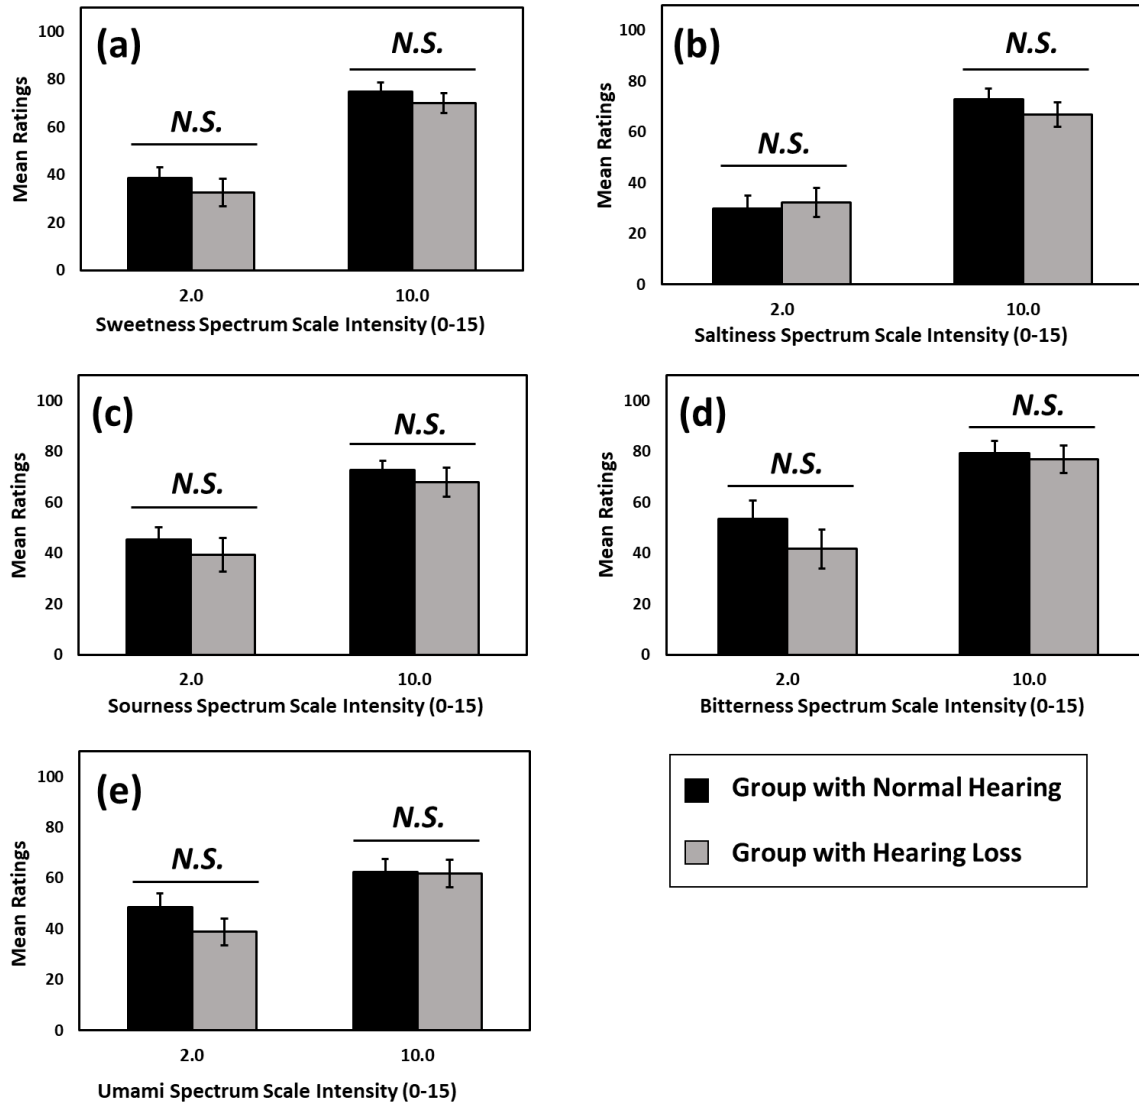 (a)
N.S.
N.S.
Mean Ratings
100
80
60
40
20
0
2.0
10.0
Sweetness Spectrum Scale Intensity (0-15)
(b)
N.S.
N.S.
Mean Ratings
100
80
60
40
20
0
2.0
10.0
Saltiness Spectrum Scale Intensity (0-15)
(c)
N.S.
N.S.
Mean Ratings
100
80
60
40
20
0
2.0
10.0
Sourness Spectrum Scale Intensity (0-15)
(d)
N.S.
N.S.
Mean Ratings
100
80
60
40
20
0
2.0
10.0
Bitterness Spectrum Scale Intensity (0-15)
(e)
N.S.
N.S.
Mean Ratings
100
80
60
40
20
0
2.0
10.0
Umami Spectrum Scale Intensity (0-15)
Group with Normal Hearing
Group with Hearing Loss